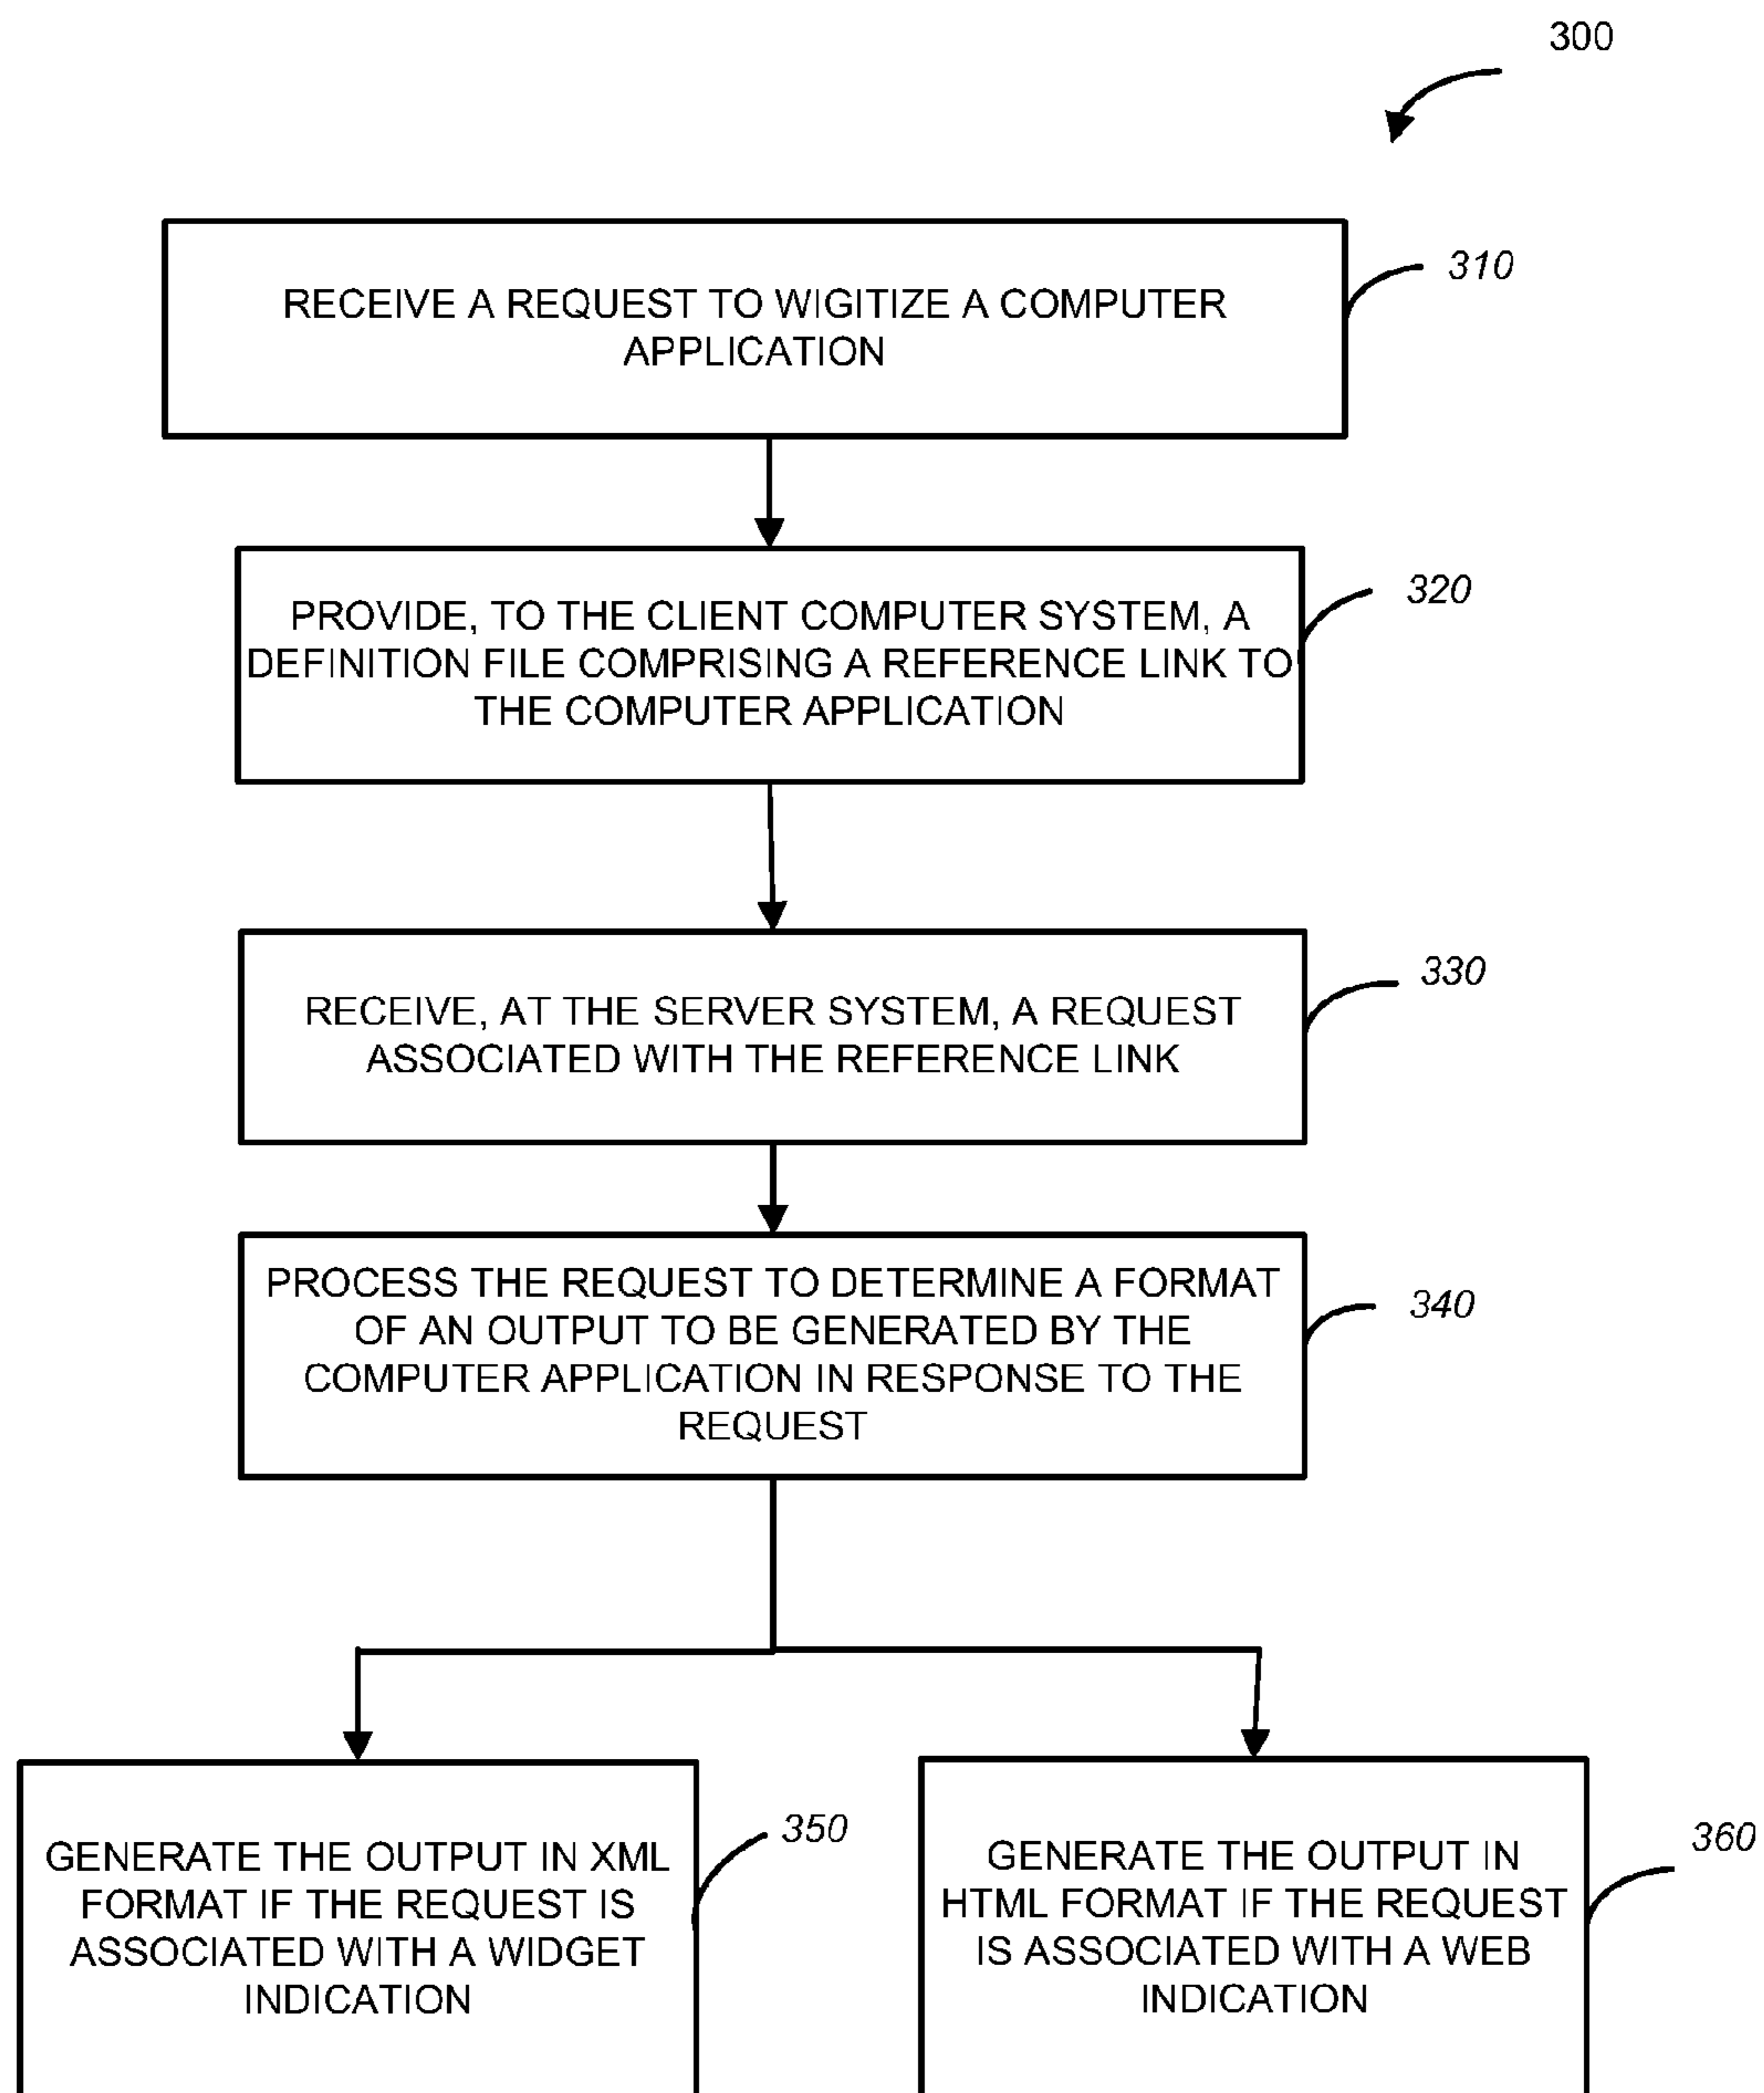 300
RECEIVE A REQUEST TO WIGITIZE A COMPUTER
APPLICATION
310
PROVIDE, TO THE CLIENT COMPUTER SYSTEM, A
DEFINITION FILE COMPRISING A REFERENCE LINK TO
THE COMPUTER APPLICATION
320
RECEIVE, AT THE SERVER SYSTEM, A REQUEST
ASSOCIATED WITH THE REFERENCE LINK
330
PROCESS THE REQUEST TO DETERMINE A FORMAT
OF AN OUTPUT TO BE GENERATED BY THE
COMPUTER APPLICATION IN RESPONSE TO THE
REQUEST
340
GENERATE THE OUTPUT IN XML
FORMAT IF THE REQUEST IS
ASSOCIATED WITH A WIDGET
INDICATION
350
GENERATE THE OUTPUT IN
HTML FORMAT IF THE REQUEST
IS ASSOCIATED WITH A WEB
INDICATION
360